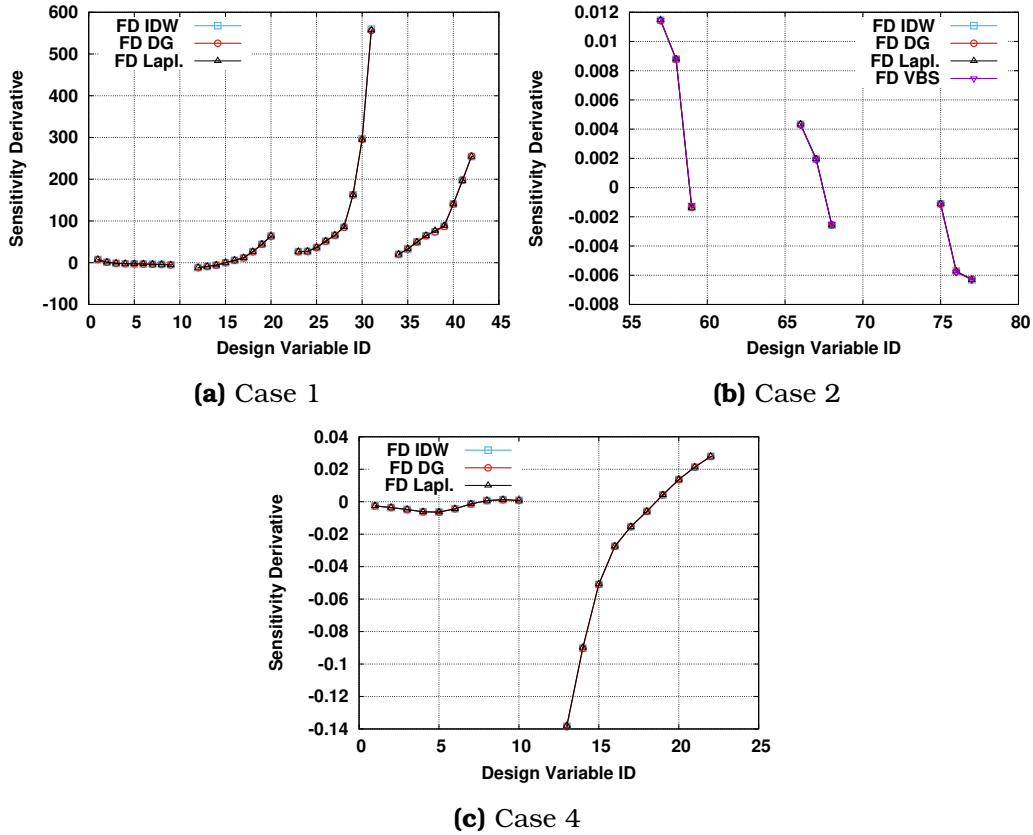 600
500
400
300
200
100
0
-100
0 5 10 15 20 25 30 35 40 45
Sensitivity Derivative
Design Variable ID
FD IDW
FD DG
FD Lapl.
(a) Case 1
0.012
0.01
0.008
0.006
0.004
0.002
0
-0.002
-0.004
-0.006
-0.008
55 60 65 70 75 80
Sensitivity Derivative
Design Variable ID
FD IDW
FD DG
FD Lapl.
FD VBS
(b) Case 2
0.04
0.02
0
-0.02
-0.04
-0.06
-0.08
-0.1
-0.12
-0.14
0 5 10 15 20 25
Sensitivity Derivative
Design Variable ID
FD IDW
FD DG
FD Lapl.
(c) Case 4